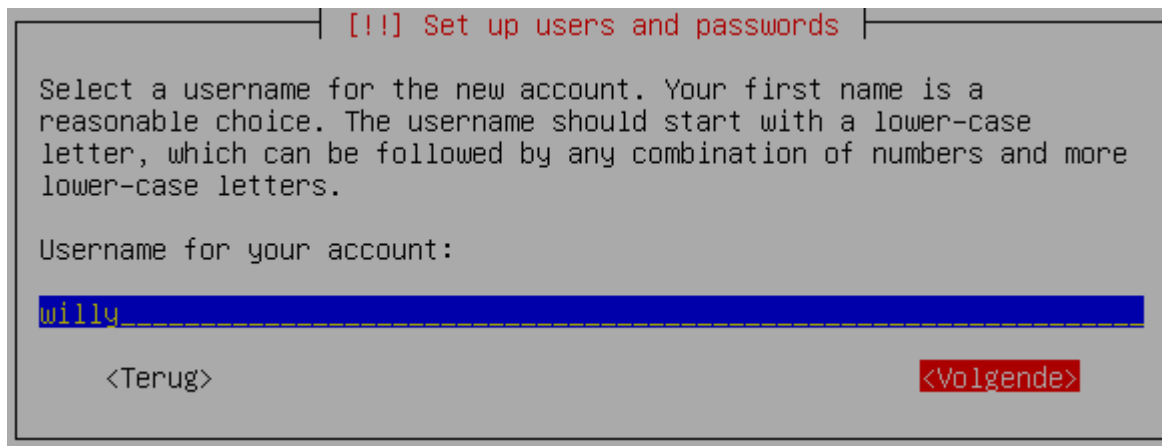 [!!] Set up users and passwords
Select a username for the new account. Your first name is a
reasonable choice. The username should start with a lower-case
letter, which can be followed by any combination of numbers and more
lower-case letters.
Username for your account:
willy________________________________________________________________
<Terug> <Volgende>